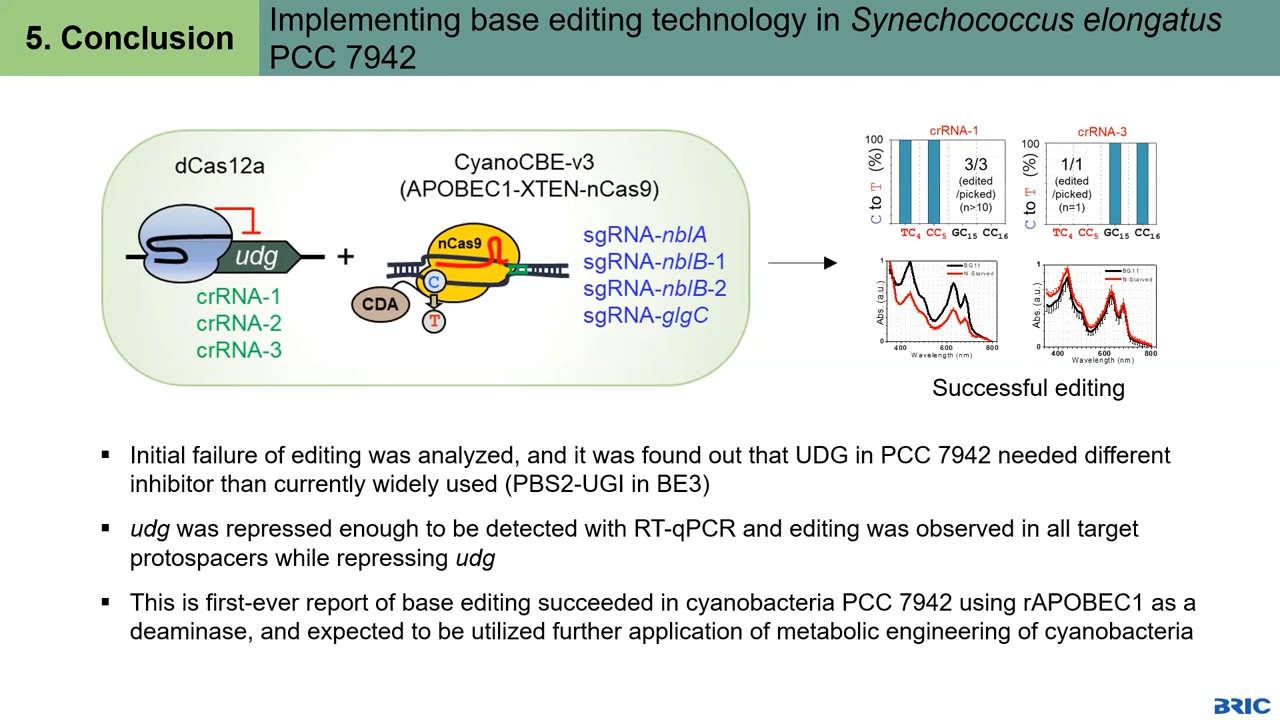 5. Conclusion
Implementing base editing technology in Synechococcus elongatus
PCC 7942
dCas12a
udg
crRNA-1
crRNA-2
crRNA-3
+
CyanoCBE-v3
(APOBEC1-XTEN-nCas9)
nCas9
C
CDA
T
sgRNA-nblA
sgRNA-nblB-1
sgRNA-nblB-2
sgRNA-glgC
crRNA-1
100
C to T (%)
3/3
(edited
/picked)
(n>10)
TC4 CC5 GC15 CC16
crRNA-3
100
C to T (%)
1/1
(edited
/picked)
(n=1)
TC4 CC5 GC15 CC16
1
0
Abs. (a.u.)
BG11
N-Starved
400 600 800
Wavelength (nm)
1
0
Abs. (a.u.)
BG11
N-Starved
400 600 800
Wavelength (nm)
Successful editing
▪ Initial failure of editing was analyzed, and it was found out that UDG in PCC 7942 needed different
inhibitor than currently widely used (PBS2-UGI in BE3)
▪ udg was repressed enough to be detected with RT-qPCR and editing was observed in all target
protospacers while repressing udg
▪ This is first-ever report of base editing succeeded in cyanobacteria PCC 7942 using rAPOBEC1 as a
deaminase, and expected to be utilized further application of metabolic engineering of cyanobacteria
BRIC